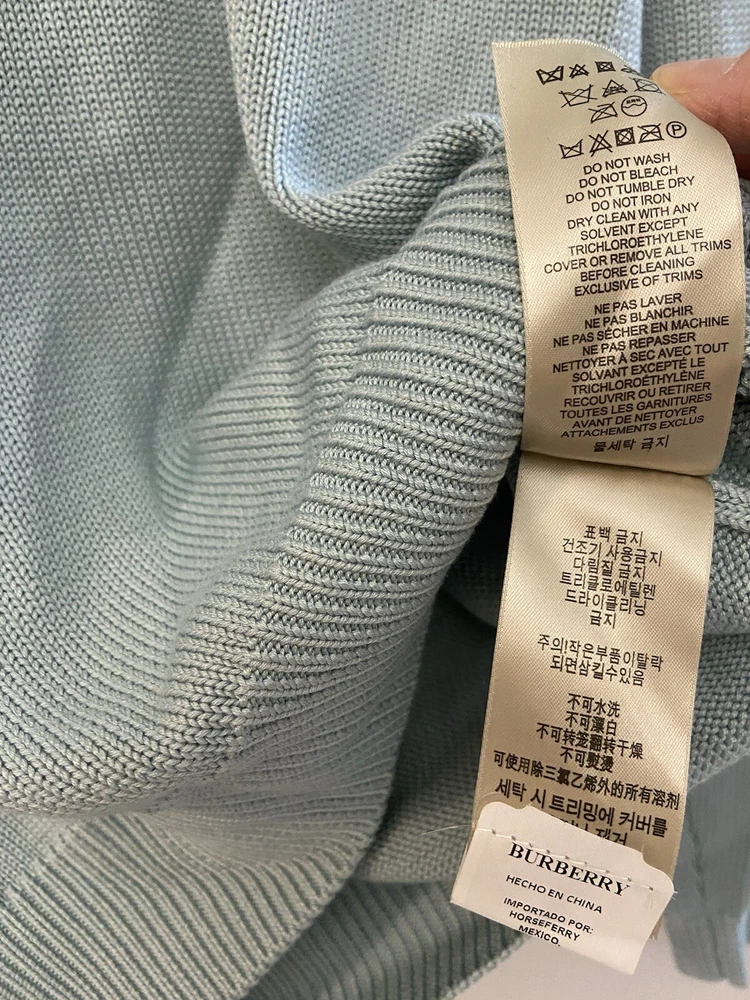 DO NOT WASH
DO NOT BLEACH
DO NOT TUMBLE DRY
DO NOT IRON
DRY CLEAN WITH ANY
SOLVENT EXCEPT
TRICHLOROETHYLENE
COVER OR REMOVE ALL TRIMS
BEFORE CLEANING
EXCLUSIVE OF TRIMS
NE PAS LAVER
NE PAS BLANCHIR
NE PAS SÉCHER EN MACHINE
NE PAS REPASSER
NETTOYER À SEC AVEC TOUT
SOLVANT EXCEPTÉ LE
TRICHLOROÉTHYLÈNE
RECOUVRIR OU RETIRER
TOUTES LES GARNITURES
AVANT DE NETTOYER
ATTACHEMENTS EXCLUS
물세탁 금지
표백 금지
건조기 사용금지
다림질 금지
트리클로에틸렌
드라이클리닝
금지
주의!작은부품이탈락
되면삼킬수있음
不可水洗
不可漂白
不可转笼翻转干燥
不可熨烫
可使用除三氯乙烯外的所有溶剂
세탁 시 트리밍에 커버를
제거
BURBERRY
HECHO EN CHINA
IMPORTADO POR:
HORSEFERRY
MEXICO,